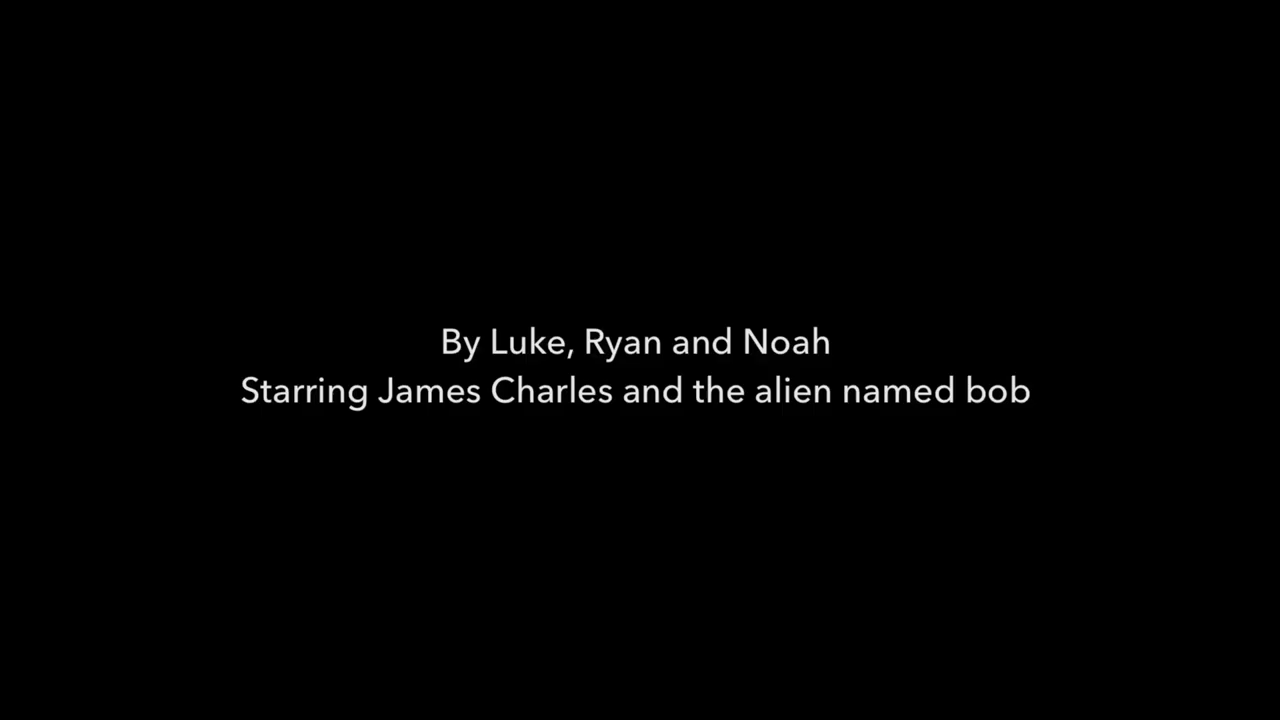 By Luke, Ryan and Noah
Starring James Charles and the alien named bob